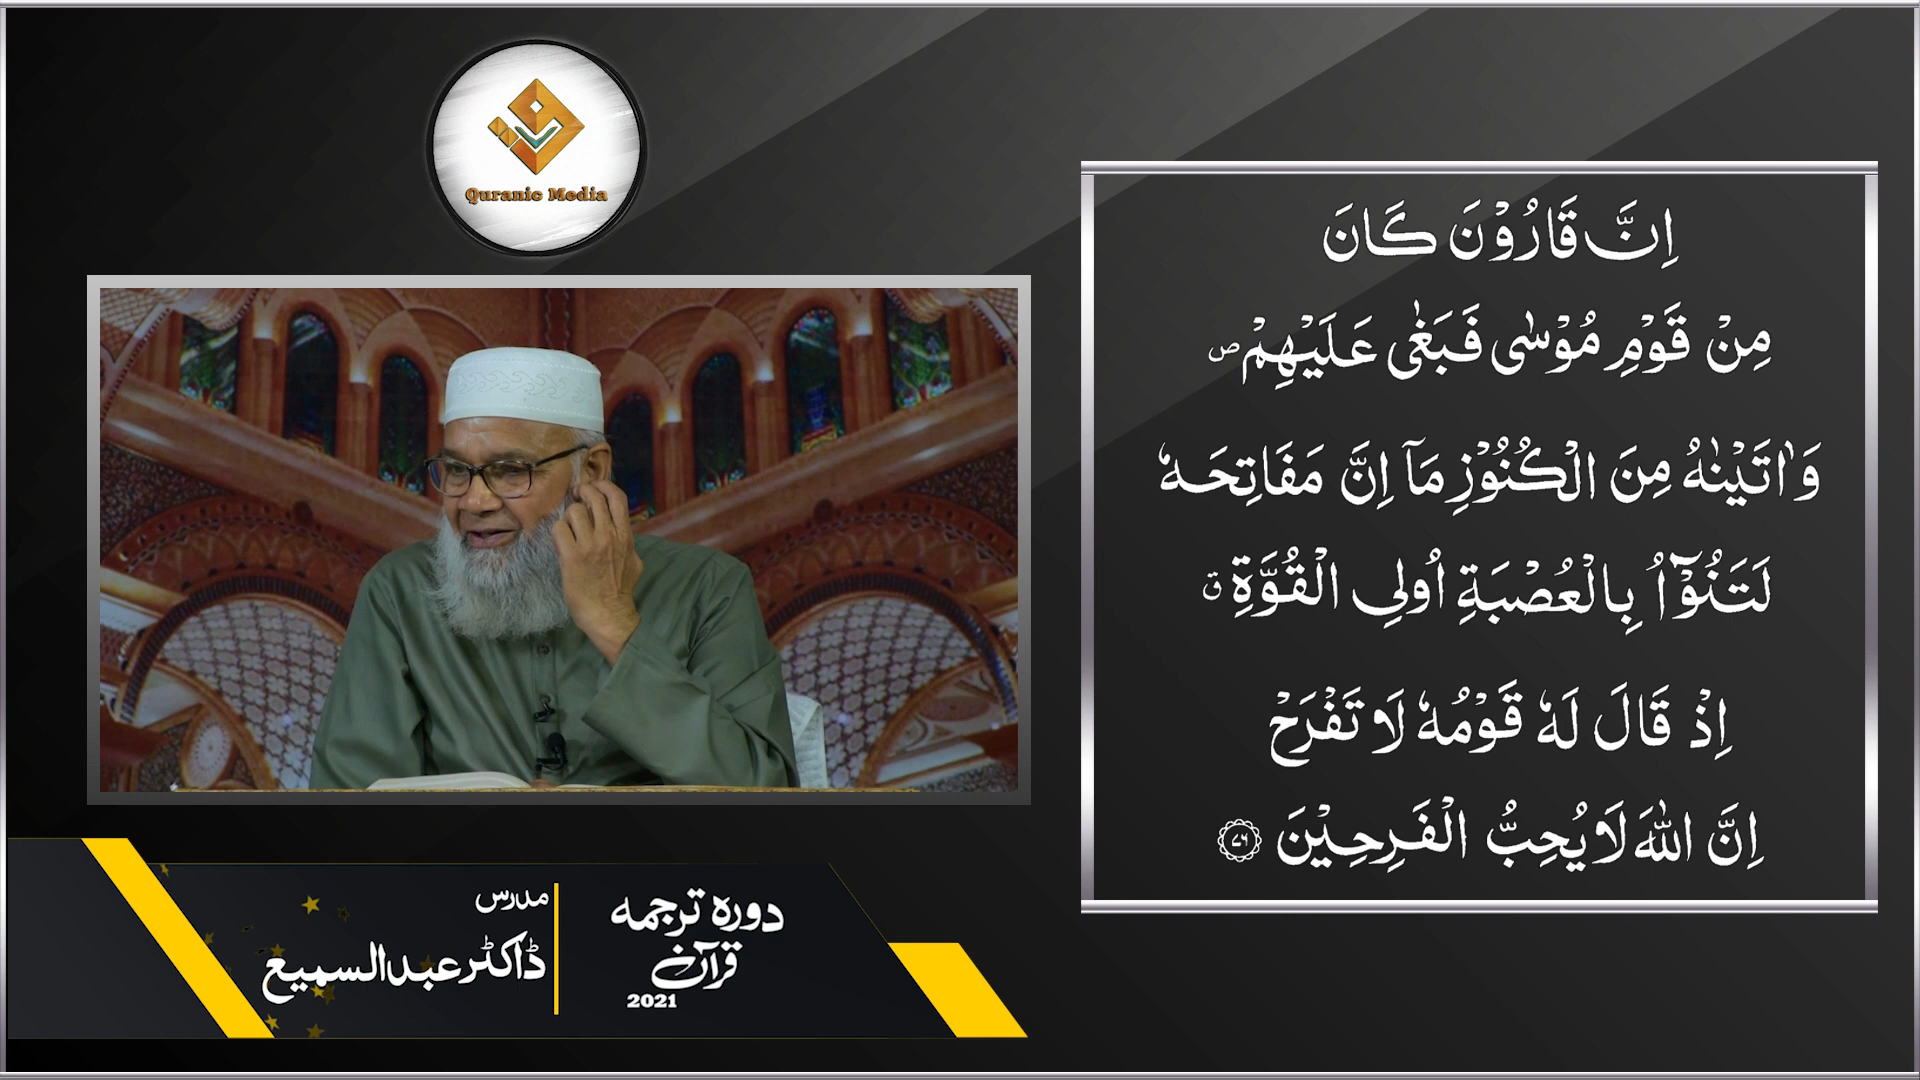 Quranic Media
اِنَّ قَارُوْنَ كَانَ
مِنْ قَوْمِ مُوْسٰى فَبَغٰى عَلَيْهِمْ ۪
وَاٰتَيْنٰهُ مِنَ الْكُنُوْزِ مَاۤ اِنَّ مَفَاتِحَهٗ
لَتَنُوْٓاُ بِالْعُصْبَةِ اُولِي الْقُوَّةِ ۗ
اِذْ قَالَ لَهٗ قَوْمُهٗ لَا تَفْرَحْ
اِنَّ اللّٰهَ لَا يُحِبُّ الْفَرِحِيْنَ ۝۷۶
دورہ ترجمہ
قرآن
2021
مدرس
ڈاکٹر عبدالسمیع